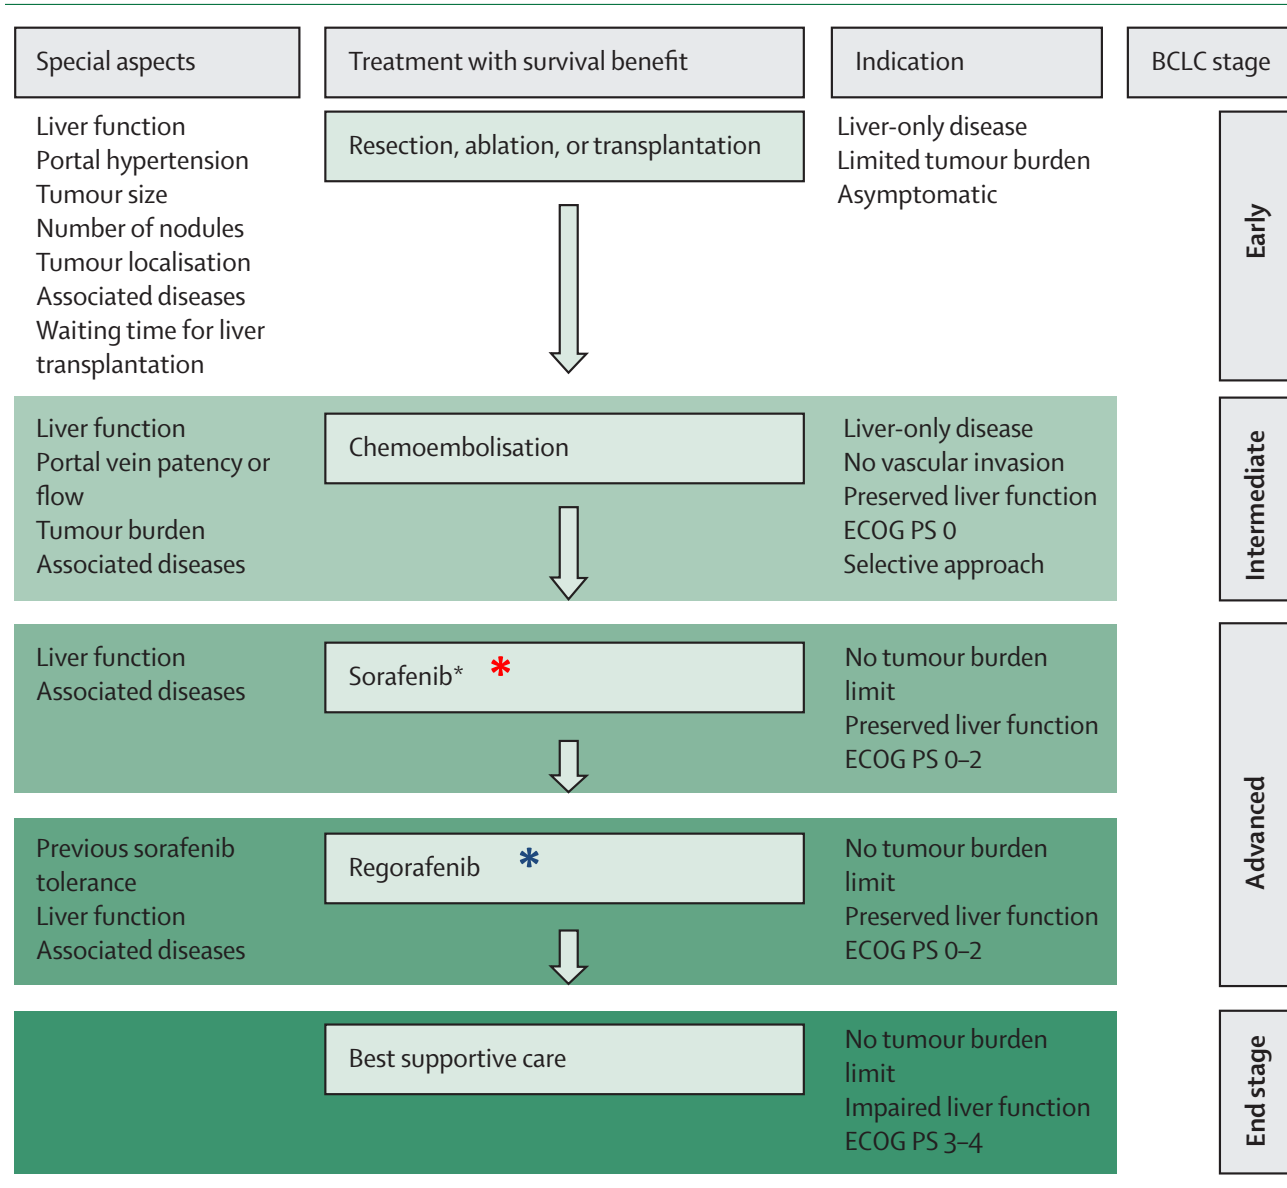 Special aspects
Treatment with survival benefit
Indication
BCLC stage
Liver function
Portal hypertension
Tumour size
Number of nodules
Tumour localisation
Associated diseases
Waiting time for liver
transplantation
Resection, ablation, or transplantation
Liver-only disease
Limited tumour burden
Asymptomatic
Early
Liver function
Portal vein patency or
flow
Tumour burden
Associated diseases
Chemoembolisation
Liver-only disease
No vascular invasion
Preserved liver function
ECOG PS 0
Selective approach
Intermediate
Liver function
Associated diseases
Sorafenib* *
No tumour burden
limit
Preserved liver function
ECOG PS 0–2
Advanced
Previous sorafenib
tolerance
Liver function
Associated diseases
Regorafenib *
No tumour burden
limit
Preserved liver function
ECOG PS 0–2
Best supportive care
No tumour burden
limit
Impaired liver function
ECOG PS 3–4
End stage